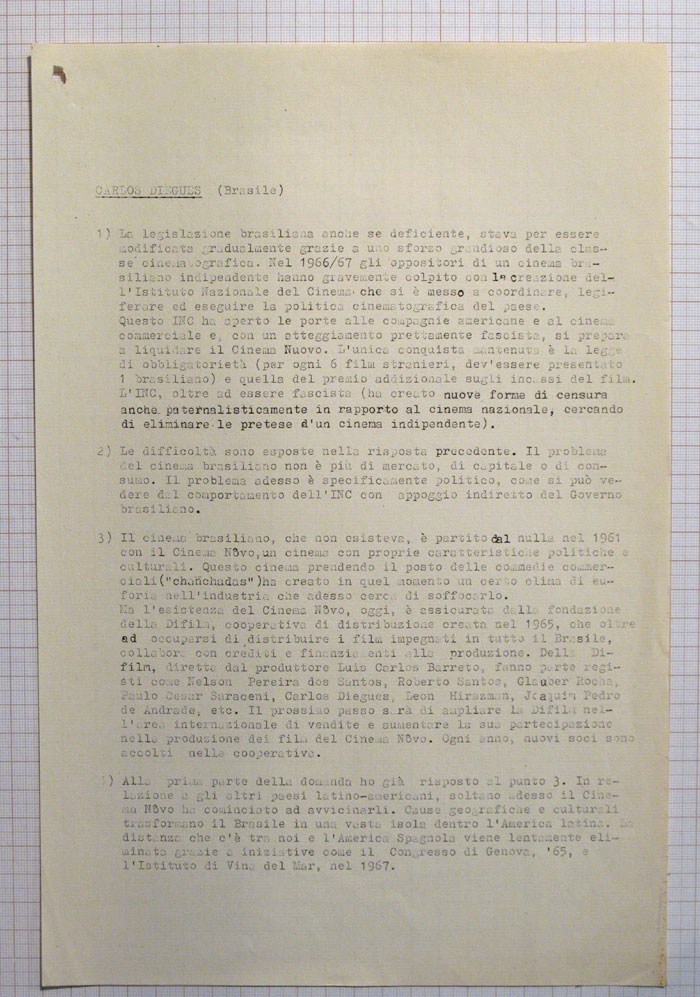 CARLOS DIEGUES (Brasile)
1) La legislazione brasiliana anche se deficiente, stava per essere
modificata gradualmente grazie a uno sforzo grandioso della clas-
se cinematografica. Nel 1966/67 gli oppositori di un cinema bra-
siliano indipendente hanno gravemente colpito con la creazione del-
l'Istituto Nazionale del Cinema che si è messo a coordinare, legi-
ferare ed eseguire la politica cinematografica del paese.
Questo INC ha aperto le porte alle compagnie americane e al cinema
commerciale e, con un atteggiamento prettamente fascista, si prepara
a liquidare il Cinema Nuovo. L'unica conquista mantenuta è la legge
di obbligatorietà (per ogni 6 film stranieri, dev'essere presentato
1 brasiliano) e quella del premio addizionale sugli incassi del film.
L'INC, oltre ad essere fascista (ha creato nuove forme di censura
anche paternalisticamente in rapporto al cinema nazionale, cercando
di eliminare le pretese d'un cinema indipendente).
2) Le difficoltà sono esposte nella risposta precedente. Il problema
del cinema brasiliano non è più di mercato, di capitale o di con-
sumo. Il problema adesso è specificamente politico, come si può ve-
dere dal comportamento dell'INC con appoggio indiretto del Governo
brasiliano.
3) Il cinema brasiliano, che non esisteva, è partito dal nulla nel 1961
con il Cinema Nôvo, un cinema con proprie caratteristiche politiche e
culturali. Questo cinema prendendo il posto delle commedie commer-
ciali ("chanchadas") ha creato in quel momento un certo clima di eu-
foria nell'industria che adesso cerca di soffocarlo.
Ma l'esistenza del Cinema Nôvo, oggi, è assicurata dalla fondazione
della Difilm, cooperativa di distribuzione creata nel 1965, che oltre
ad occuparsi di distribuire i film impegnati in tutto il Brasile,
collabora con crediti e finanziamenti alla produzione. Della Di-
film, diretta dal produttore Luis Carlos Barreto, fanno parte regi-
sti come Nelson Pereira dos Santos, Roberto Santos, Glauber Rocha,
Paulo Cesar Saraceni, Carlos Diegues, Leon Hirszman, Joaquim Pedro
de Andrade, etc. Il prossimo passo sarà di ampliare la Difilm nel-
l'area internazionale di vendite e aumentare la sua partecipazione
nella produzione dei film del Cinema Nôvo. Ogni anno, nuovi soci sono
accolti nella cooperativa.
4) Alla prima parte della domanda ho già risposto al punto 3. In re-
lazione a gli altri paesi latino-americani, soltano adesso il Cine-
ma Nôvo ha cominciato ad avvicinarli. Cause geografiche e culturali
trasformano il Brasile in una vasta isola dentro l'America latina. La
distanza che c'è tra noi e l'America Spagnola viene lentamente eli-
minata grazie a iniziative come il Congresso di Genova, '65, e
l'Istituto di Vina del Mar, nel 1967.